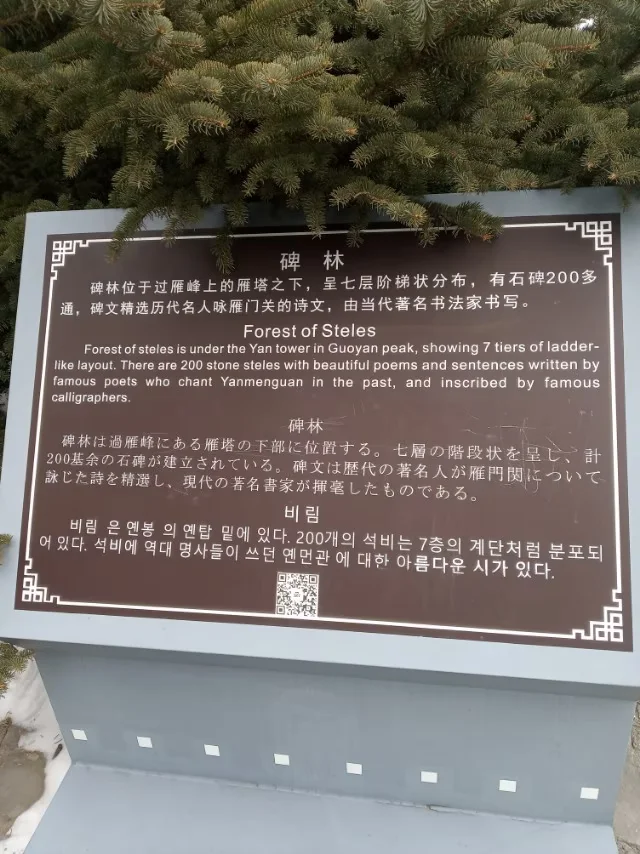 碑 林
碑林位于过雁峰上的雁塔之下，呈七层阶梯状分布，有石碑200多
通，碑文精选历代名人咏雁门关的诗文，由当代著名书法家书写。
Forest of Steles
Forest of steles is under the Yan tower in Guoyan peak, showing 7 tiers of ladder-
like layout. There are 200 stone steles with beautiful poems and sentences written by
famous poets who chant Yanmenguan in the past, and inscribed by famous
calligraphers.
碑林
碑林は過雁峰にある雁塔の下部に位置する。七層の階段状を呈し、計
200基余の石碑が建立されている。碑文は歴代の著名人が雁門関について
詠じた詩を精選し、現代の著名書家が揮毫したものである。
비림
비림 은 옌봉 의 옌탑 밑에 있다. 200개의 석비는 7층의 계단처럼 분포되
어 있다. 석비에 역대 명사들이 쓰던 옌먼관 에 대한 아름다운 시가 있다.